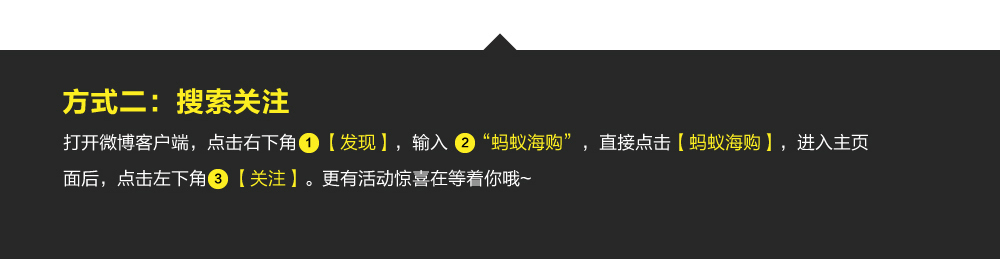 方式二：搜索关注
打开微博客户端，点击右下角❶【发现】，输入 ❷“蚂蚁海购”，直接点击【蚂蚁海购】，进入主页
面后，点击左下角❸【关注】。更有活动惊喜在等着你哦~